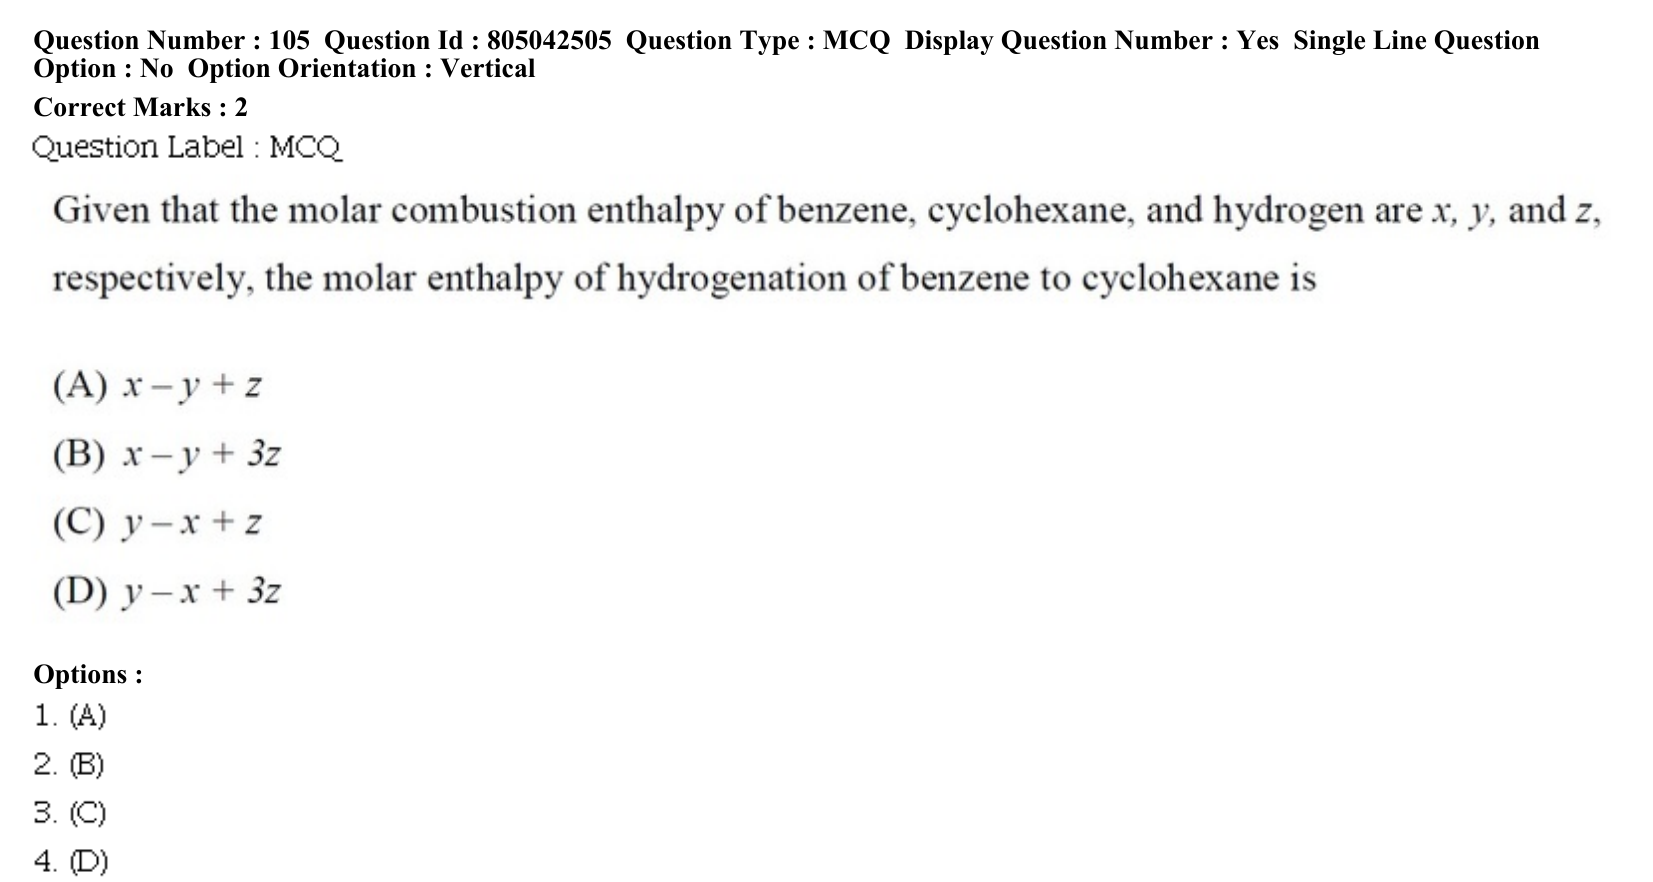 Question Number : 105 Question Id : 805042505 Question Type : MCQ Display Question Number : Yes Single Line Question
Option : No Option Orientation : Vertical
Correct Marks : 2
Question Label : MCQ
Given that the molar combustion enthalpy of benzene, cyclohexane, and hydrogen are x, y, and z,
respectively, the molar enthalpy of hydrogenation of benzene to cyclohexane is
(A) x – y + z
(B) x – y + 3z
(C) y – x + z
(D) y – x + 3z
Options :
1. (A)
2. (B)
3. (C)
4. (D)